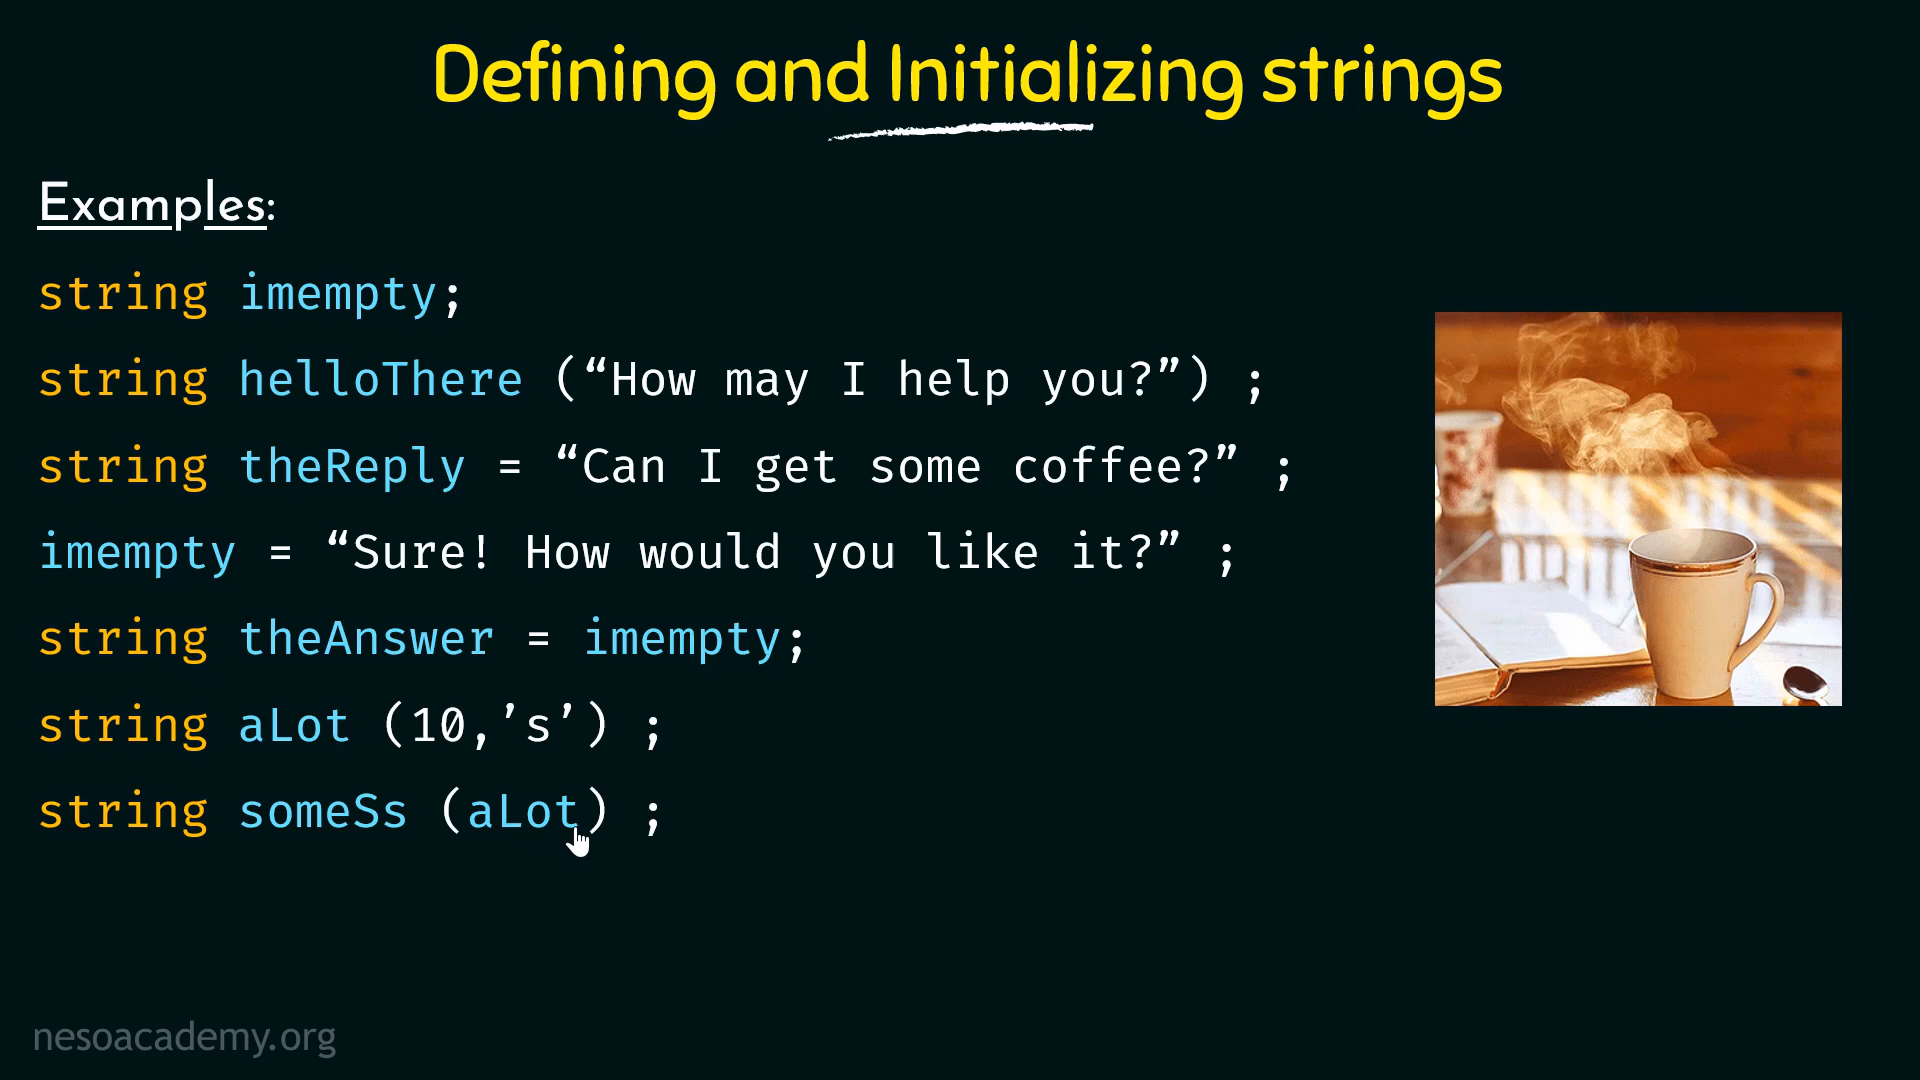 Defining and Initializing strings
Examples:
string imempty;
string helloThere (“How may I help you?”) ;
string theReply = “Can I get some coffee?” ;
imempty = “Sure! How would you like it?” ;
string theAnswer = imempty;
string aLot (10,’s’) ;
string someSs (aLot) ;
nesoacademy.org